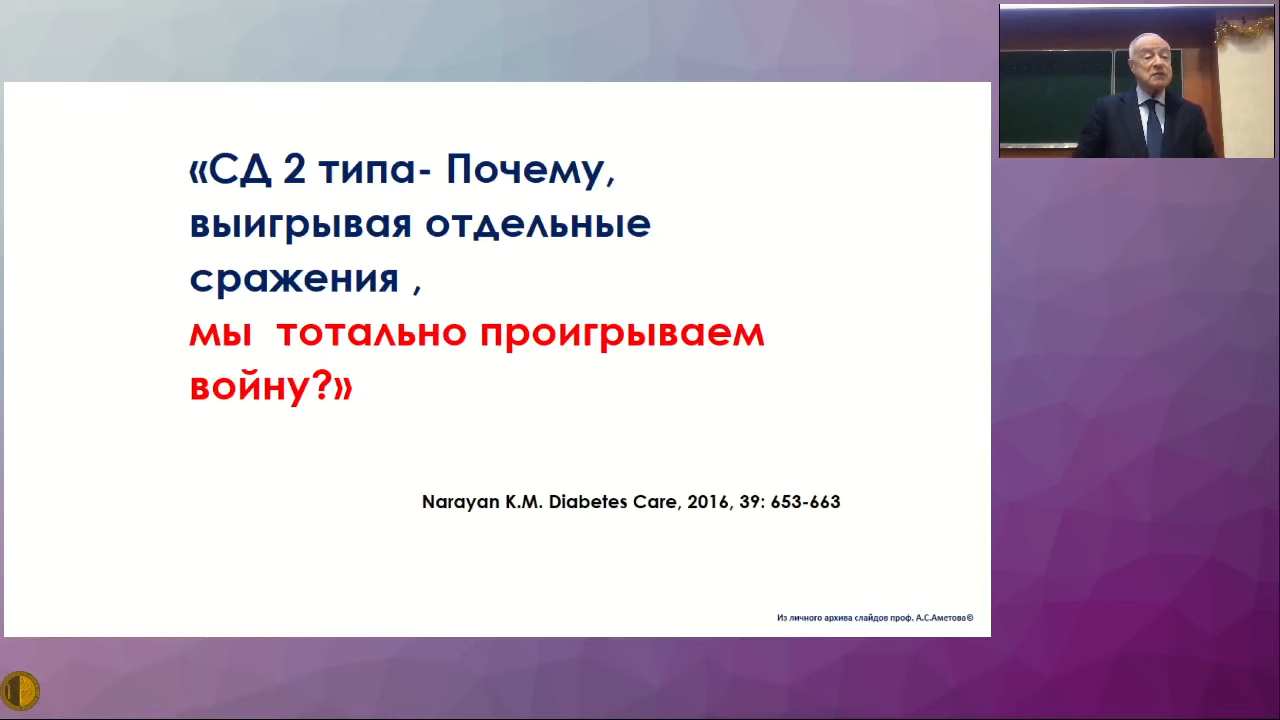 «СД 2 типа- Почему,
выигрывая отдельные
сражения ,
мы  тотально проигрываем
войну?»
Narayan K.M. Diabetes Care, 2016, 39: 653-663
Из личного архива слайдов проф. А.С.Аметова©